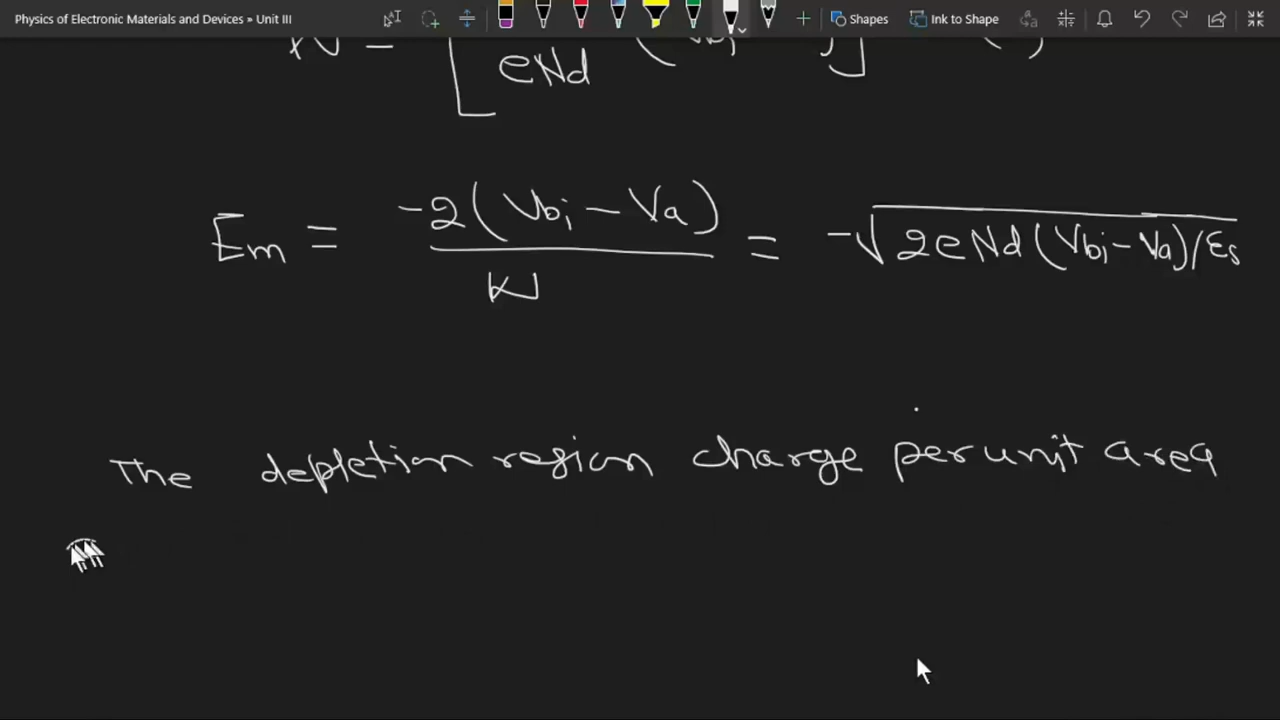 Physics of Electronic Materials and Devices » Unit III
Shapes
Ink to Shape
eNd
Em = -2(Vbi - Va) / W = -√2eNd(Vbi-Va)/εs
The depletion region charge per unit area